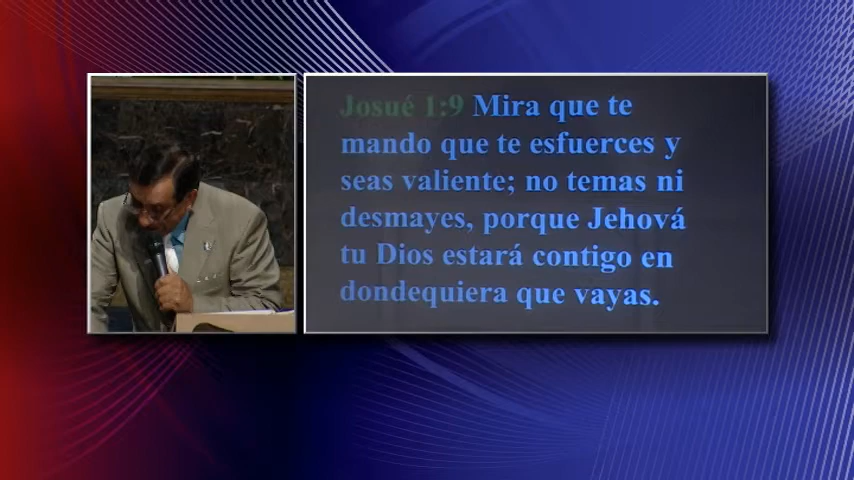 Josué 1:9 Mira que te
mando que te esfuerces y
seas valiente; no temas ni
desmayes, porque Jehová
tu Dios estará contigo en
dondequiera que vayas.